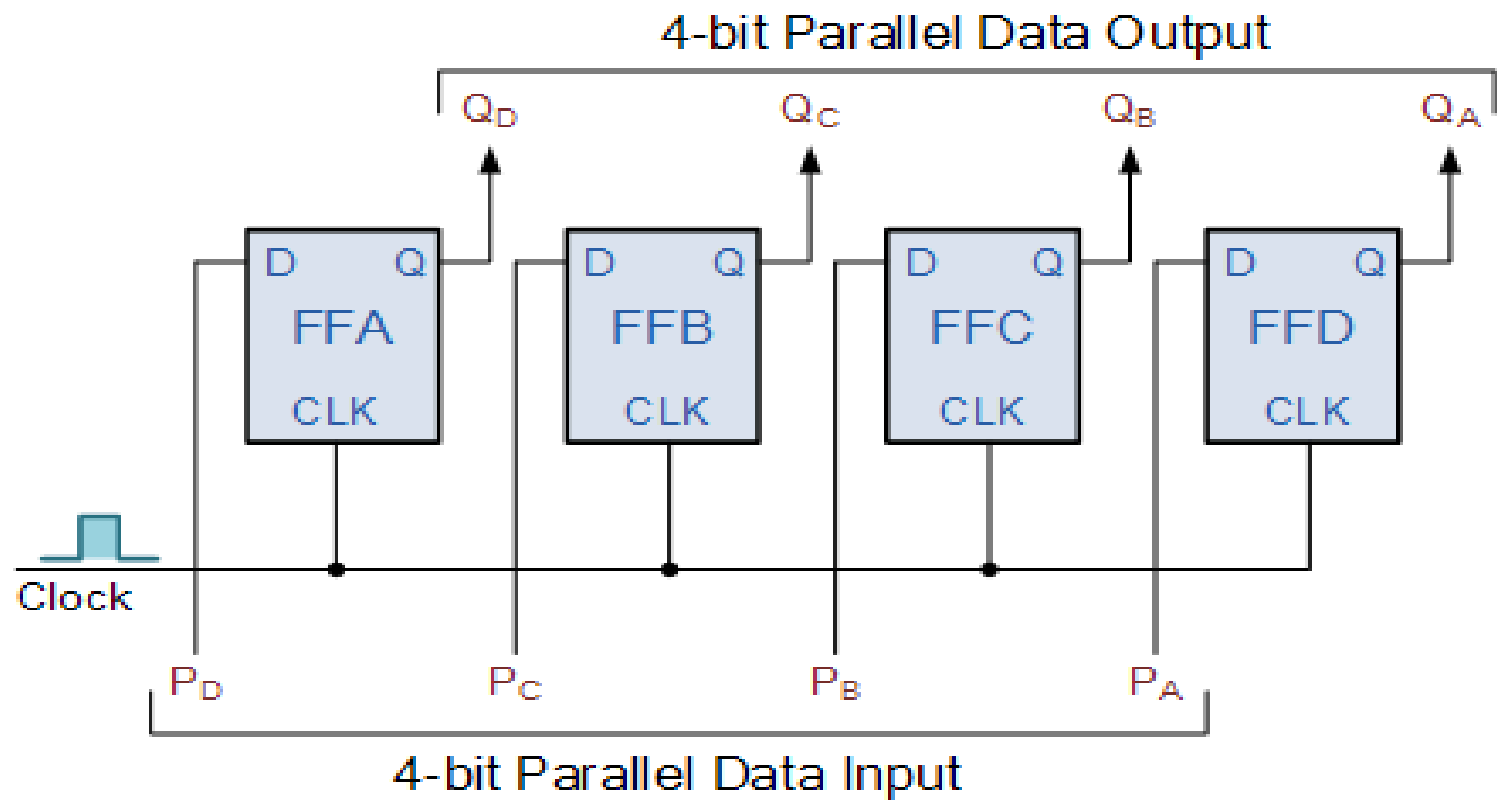 4-bit Parallel Data Output
QD QC QB QA
D Q D Q D Q D Q
FFA FFB FFC FFD
CLK CLK CLK CLK
Clock
PD PC PB PA
4-bit Parallel Data Input